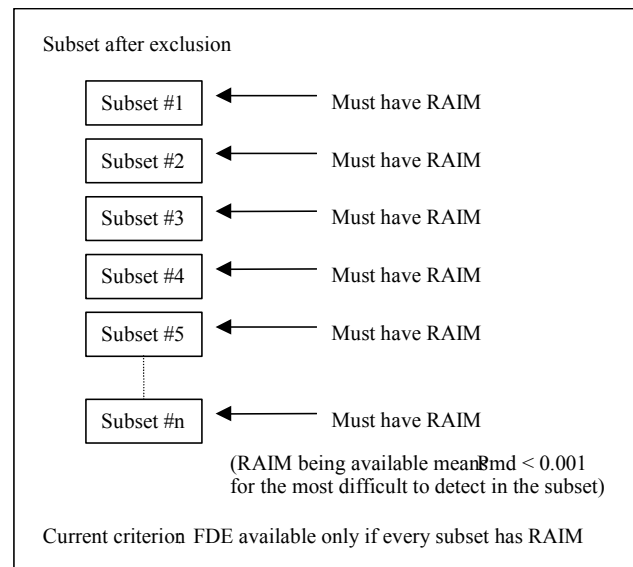 Subset after exclusion
Subset #1 Must have RAIM
Subset #2 Must have RAIM
Subset #3 Must have RAIM
Subset #4 Must have RAIM
Subset #5 Must have RAIM
Subset #n Must have RAIM
(RAIM being available means Pmd < 0.001
for the most difficult to detect in the subset)
Current criterion FDE available only if every subset has RAIM